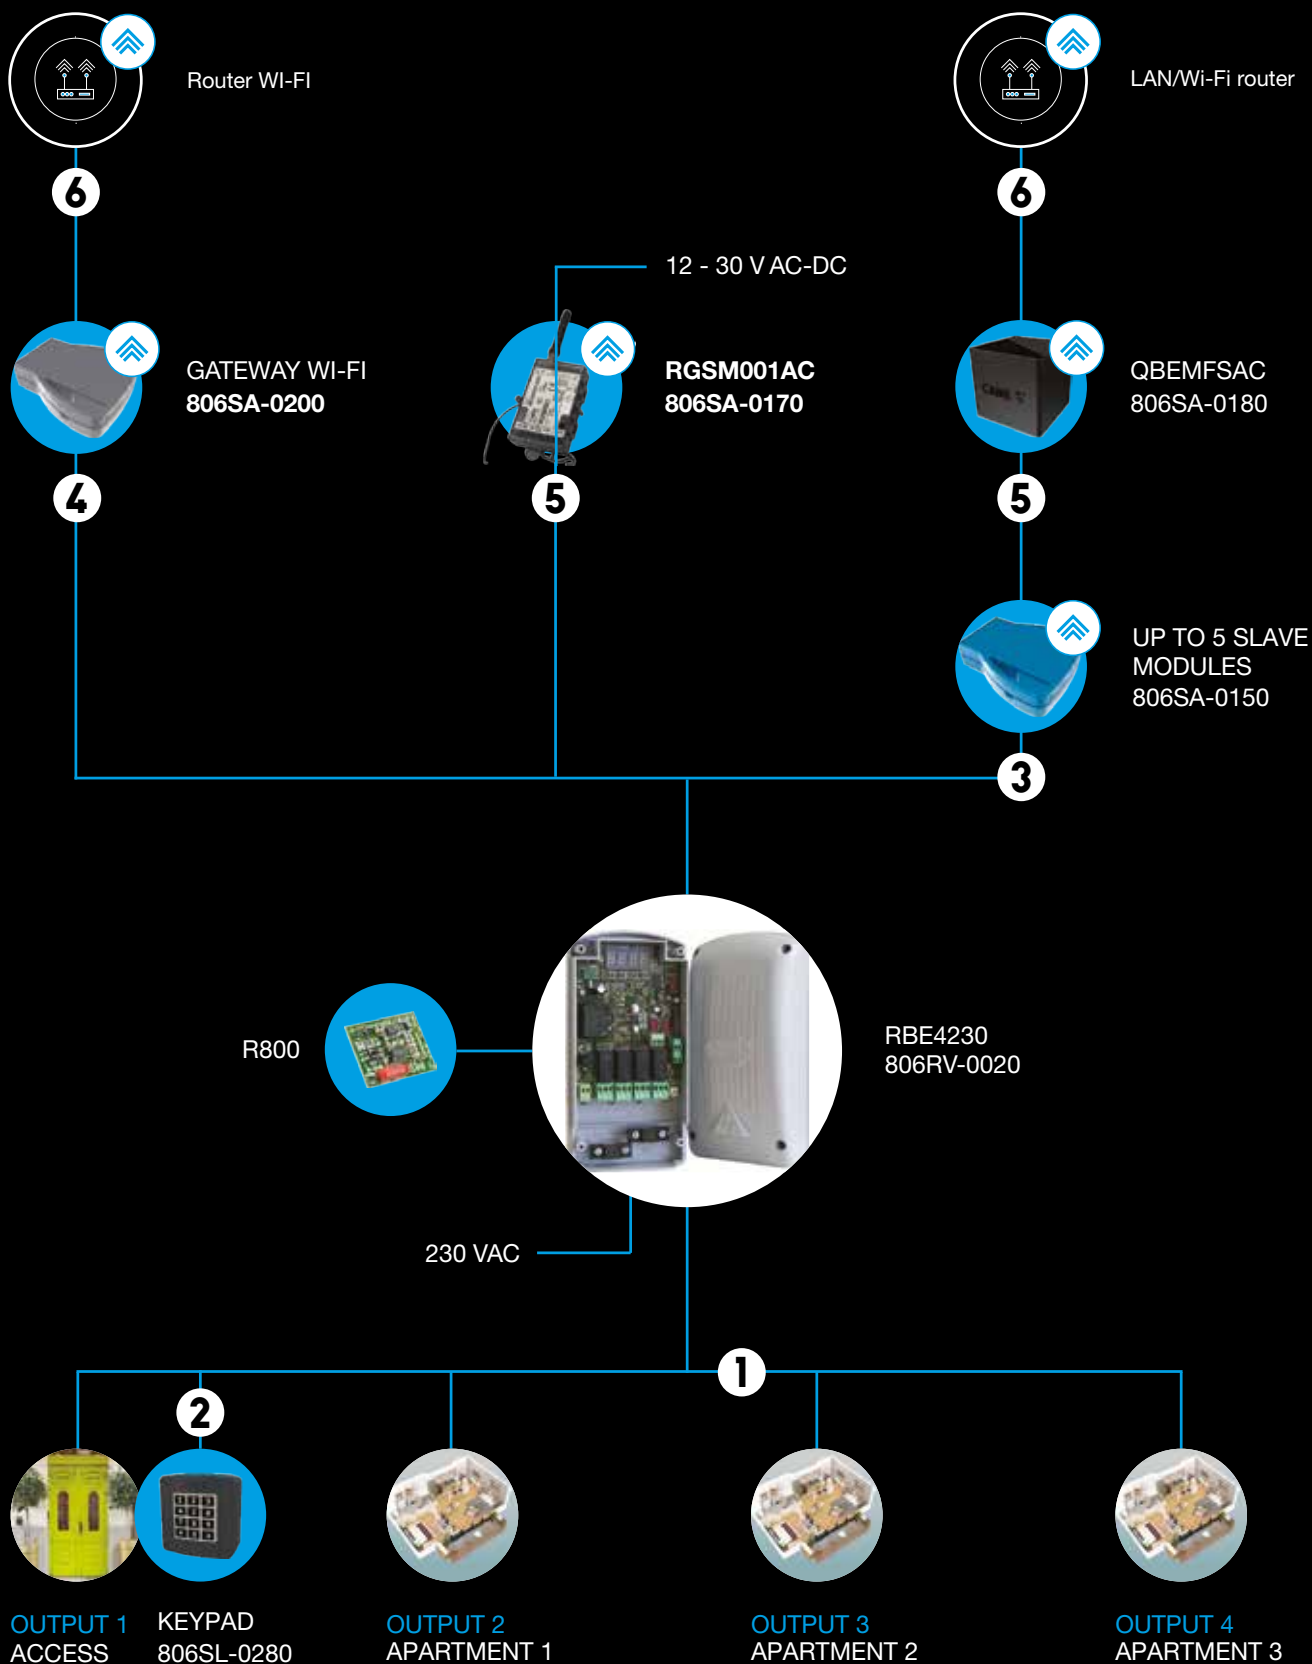 Router WI-FI
LAN/Wi-Fi router
6
6
12 - 30 V AC-DC
GATEWAY WI-FI
806SA-0200
RGSM001AC
806SA-0170
QBEMFSAC
806SA-0180
CAME
4
5
5
UP TO 5 SLAVE
MODULES
806SA-0150
3
R800
RBE4230
806RV-0020
230 VAC
1
2
OUTPUT 1
ACCESS
KEYPAD
806SL-0280
OUTPUT 2
APARTMENT 1
OUTPUT 3
APARTMENT 2
OUTPUT 4
APARTMENT 3